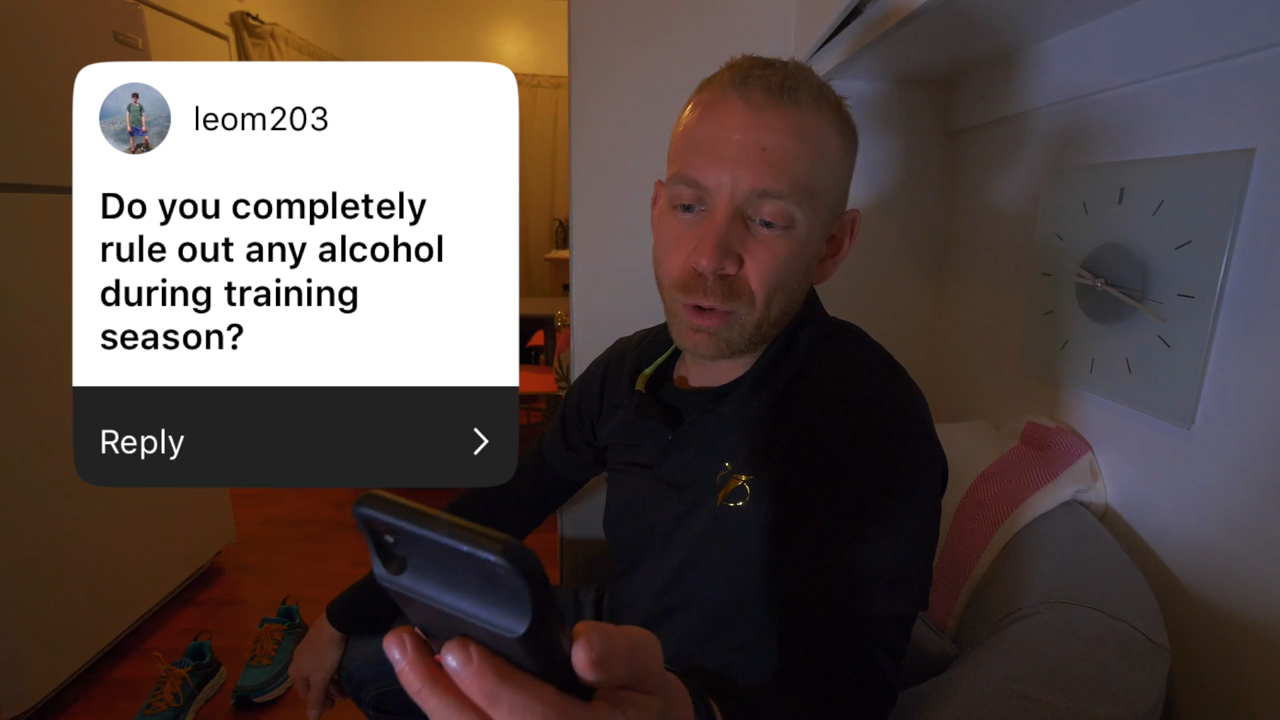 leom203
Do you completely
rule out any alcohol
during training
season?
Reply